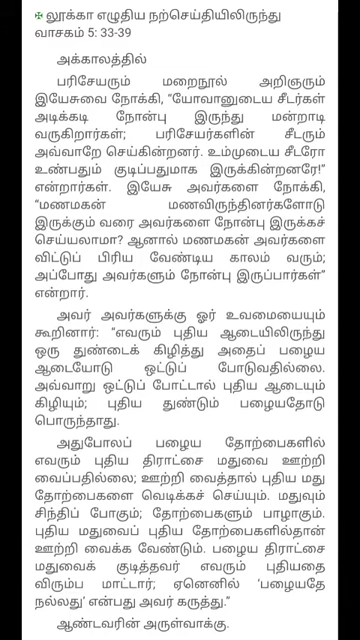 ✠ லூக்கா எழுதிய நற்செய்தியிலிருந்து
வாசகம் 5: 33-39
அக்காலத்தில்
பரிசேயரும் மறைநூல் அறிஞரும்
இயேசுவை நோக்கி, “யோவானுடைய சீடர்கள்
அடிக்கடி நோன்பு இருந்து மன்றாடி
வருகிறார்கள்; பரிசேயர்களின் சீடரும்
அவ்வாறே செய்கின்றனர். உம்முடைய சீடரோ
உண்பதும் குடிப்பதுமாக இருக்கின்றனரே!”
என்றார்கள். இயேசு அவர்களை நோக்கி,
“மணமகன் மணவிருந்தினர்களோடு
இருக்கும் வரை அவர்களை நோன்பு இருக்கச்
செய்யலாமா? ஆனால் மணமகன் அவர்களை
விட்டுப் பிரிய வேண்டிய காலம் வரும்;
அப்போது அவர்களும் நோன்பு இருப்பார்கள்”
என்றார்.
அவர் அவர்களுக்கு ஓர் உவமையையும்
கூறினார்: “எவரும் புதிய ஆடையிலிருந்து
ஒரு துண்டைக் கிழித்து அதைப் பழைய
ஆடையோடு ஒட்டுப் போடுவதில்லை.
அவ்வாறு ஒட்டுப் போட்டால் புதிய ஆடையும்
கிழியும்; புதிய துண்டும் பழையதோடு
பொருந்தாது.
அதுபோலப் பழைய தோற்பைகளில்
எவரும் புதிய திராட்சை மதுவை ஊற்றி
வைப்பதில்லை; ஊற்றி வைத்தால் புதிய மது
தோற்பைகளை வெடிக்கச் செய்யும். மதுவும்
சிந்திப் போகும்; தோற்பைகளும் பாழாகும்.
புதிய மதுவைப் புதிய தோற்பைகளில்தான்
ஊற்றி வைக்க வேண்டும். பழைய திராட்சை
மதுவைக் குடித்தவர் எவரும் புதியதை
விரும்ப மாட்டார்; ஏனெனில் ‘பழையதே
நல்லது’ என்பது அவர் கருத்து.”
ஆண்டவரின் அருள்வாக்கு.